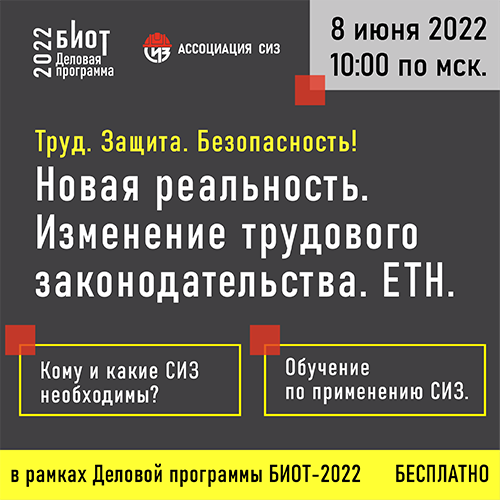 2022
БИОТ
Деловая
программа
СИЗ
АССОЦИАЦИЯ СИЗ
8 июня 2022
10:00 по мск.
Труд. Защита. Безопасность!
Новая реальность.
Изменение трудового
законодательства. ЕТН.
Кому и какие СИЗ
необходимы?
Обучение
по применению СИЗ.
в рамках Деловой программы БИОТ-2022
БЕСПЛАТНО